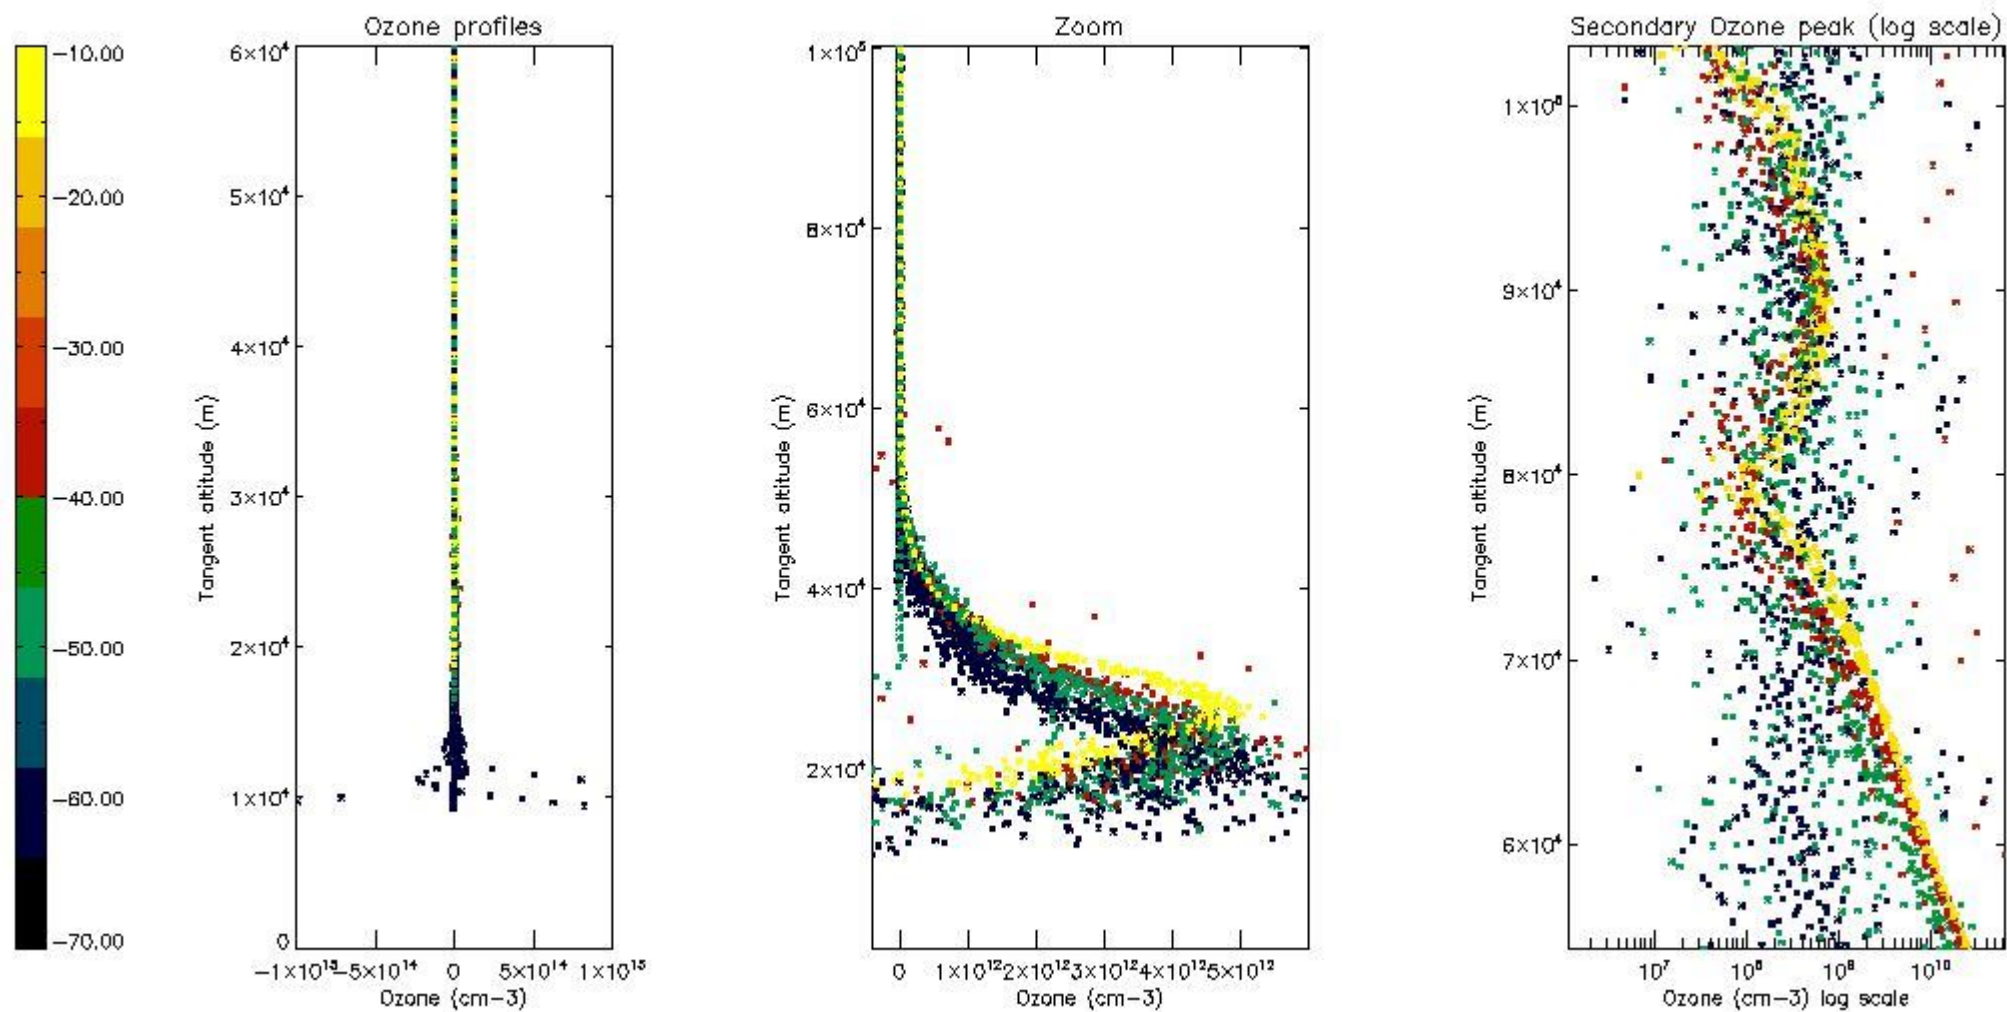 Ozone profiles
Zoom
Secondary Ozone peak (log scale)
-10.00
-20.00
-30.00
-40.00
-50.00
-60.00
-70.00
6×10⁴
5×10⁴
4×10⁴
3×10⁴
2×10⁴
1×10⁴
0
Tangent altitude (m)
-1×10¹⁵ -5×10¹⁴ 0 5×10¹⁴ 1×10¹⁵
Ozone (cm-3)
1×10⁵
8×10⁴
6×10⁴
4×10⁴
2×10⁴
Tangent altitude (m)
0 1×10¹² 2×10¹² 3×10¹² 4×10¹² 5×10¹²
Ozone (cm-3)
1×10⁵
9×10⁴
8×10⁴
7×10⁴
6×10⁴
Tangent altitude (m)
10⁷ 10⁸ 10⁹ 10¹⁰
Ozone (cm-3) log scale